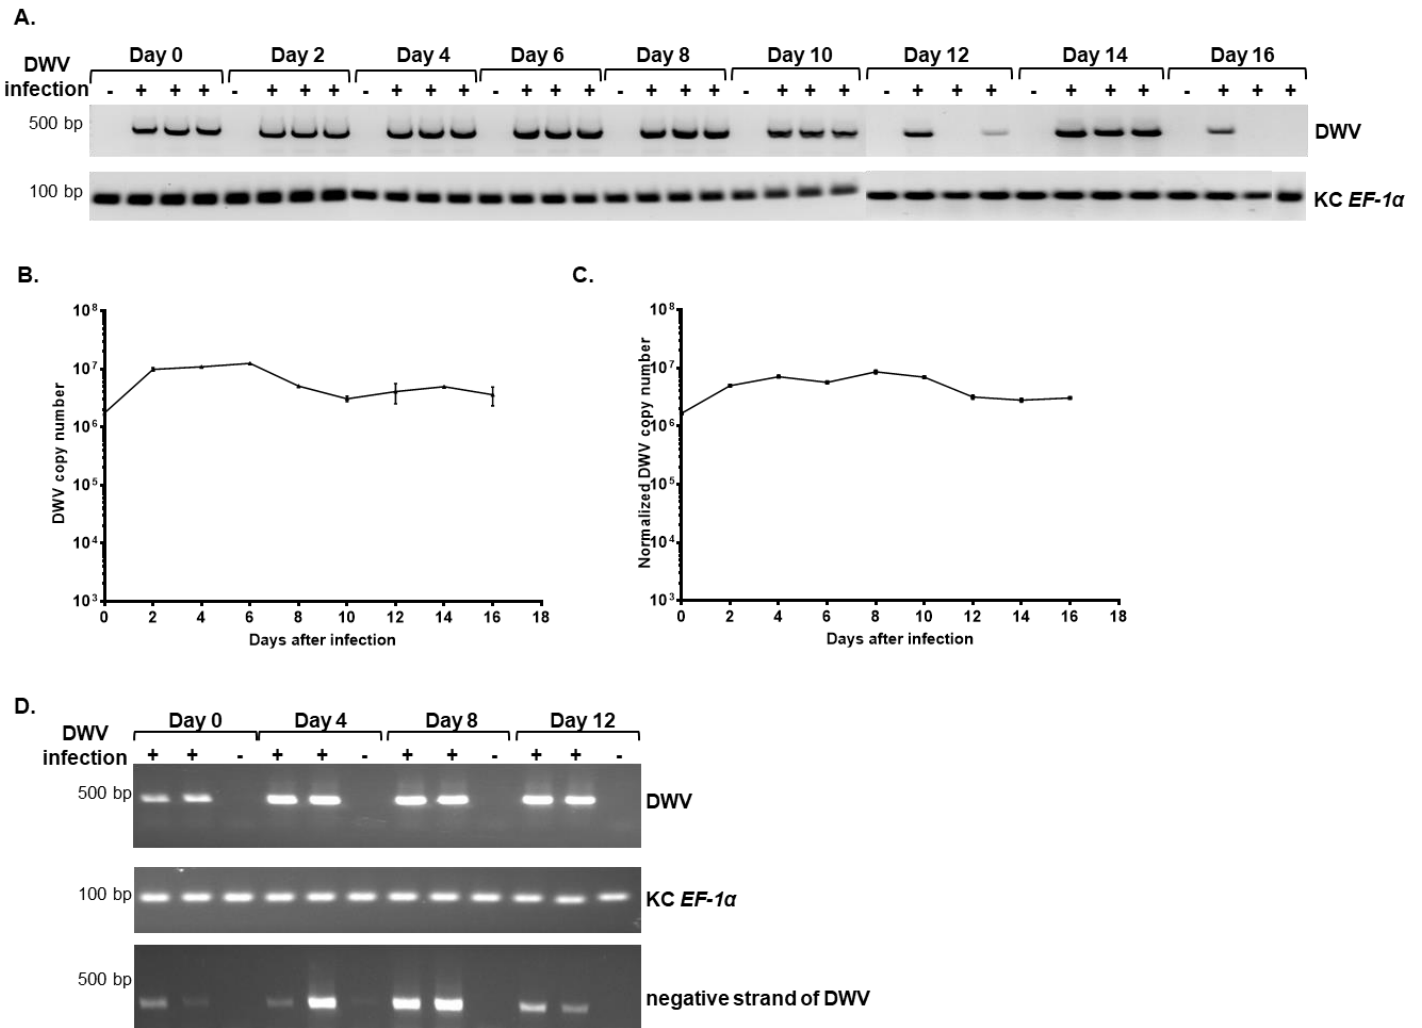 A.
Day 0 Day 2 Day 4 Day 6 Day 8 Day 10 Day 12 Day 14 Day 16
DWV
infection - + + + - + + + - + + + - + + + - + + + - + + + - + + + - + + + - + + +
500 bp DWV
100 bp KC EF-1α
B.
10⁸
10⁷
10⁶
10⁵
10⁴
10³
DWV copy number
0 2 4 6 8 10 12 14 16 18
Days after infection
C.
10⁸
10⁷
10⁶
10⁵
10⁴
10³
Normalized DWV copy number
0 2 4 6 8 10 12 14 16 18
Days after infection
D.
Day 0 Day 4 Day 8 Day 12
DWV
infection + + - + + - + + - + + -
500 bp DWV
100 bp KC EF-1α
500 bp negative strand of DWV